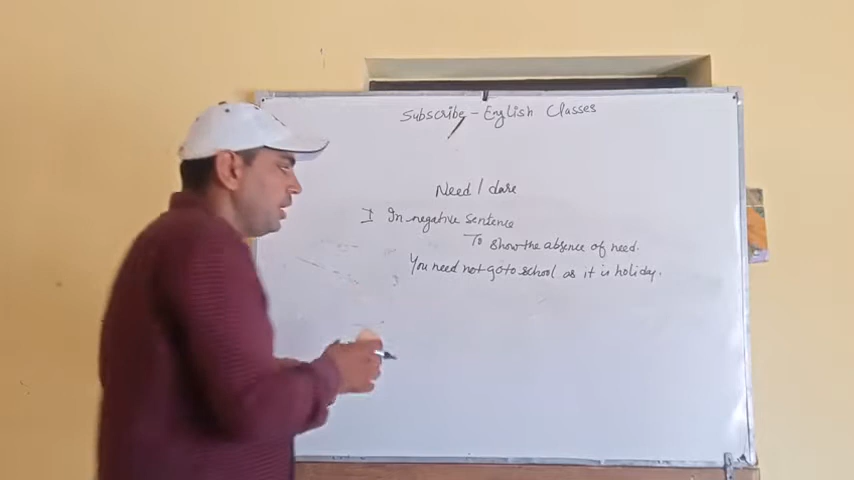 Subscribe - English Classes
Need / dare
I In negative sentence
To show the absence of need.
You need not go to school as it is holiday.